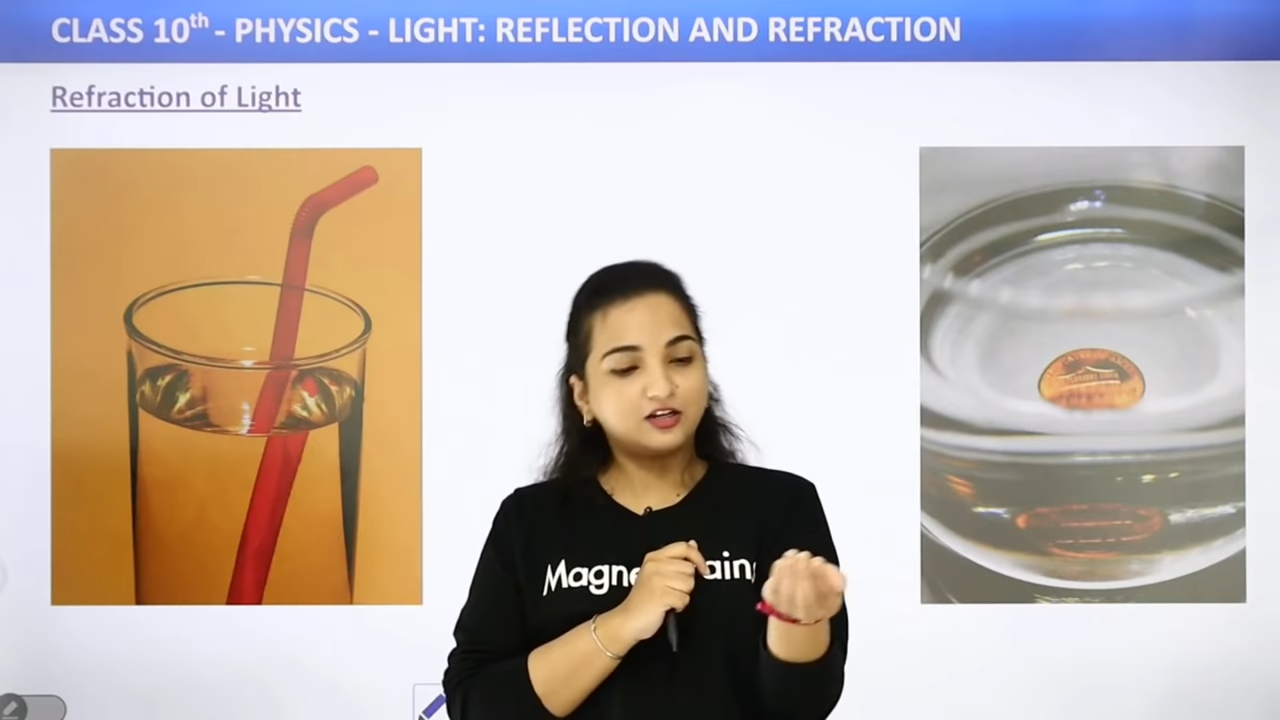 CLASS 10th - PHYSICS - LIGHT: REFLECTION AND REFRACTION
Refraction of Light